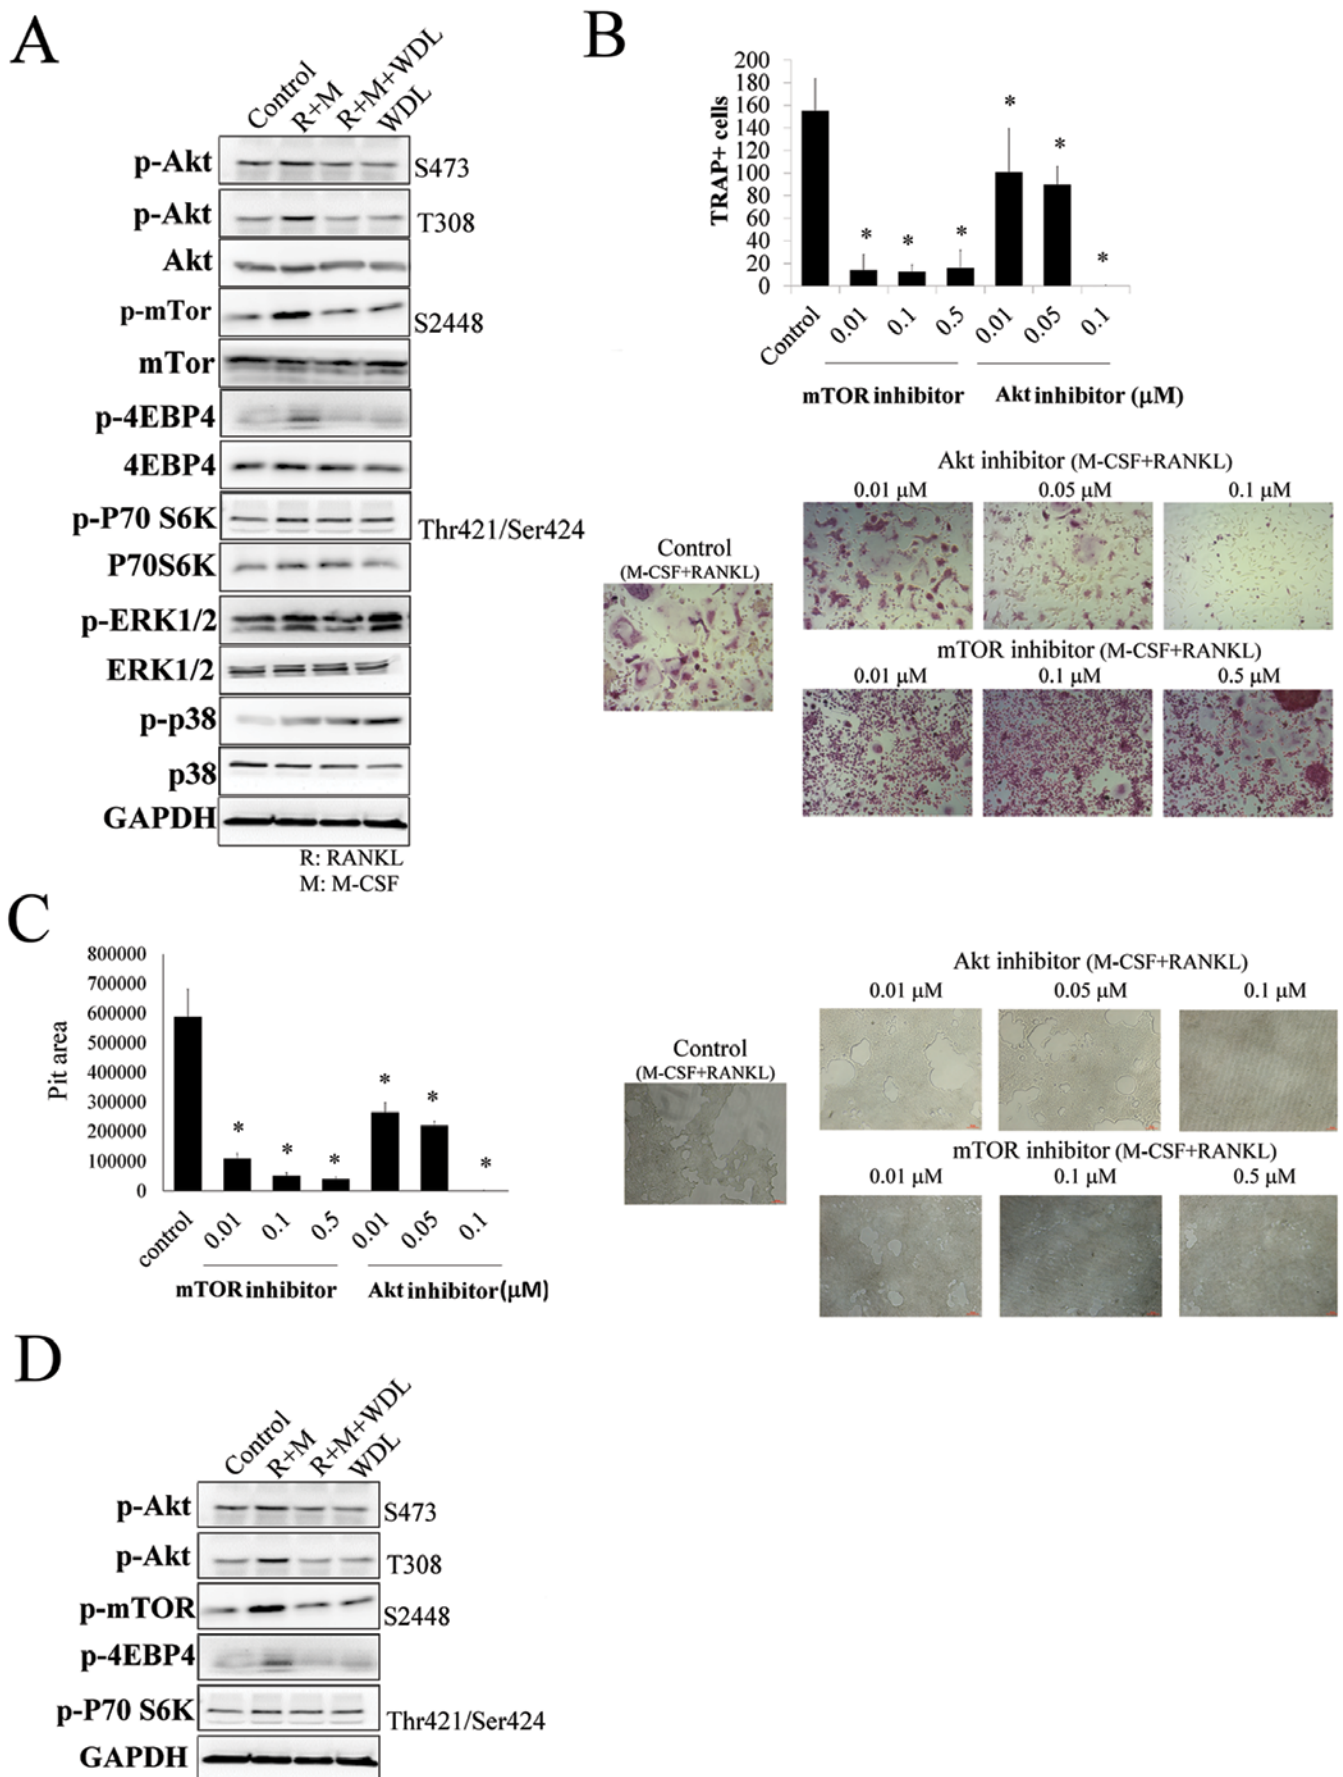 A
Control
R+M
R+M+WDL
WDL
p-Akt
S473
p-Akt
T308
Akt
p-mTor
S2448
mTor
p-4EBP4
4EBP4
p-P70 S6K
Thr421/Ser424
P70S6K
p-ERK1/2
ERK1/2
p-p38
p38
GAPDH
R: RANKL
M: M-CSF
B
TRAP+ cells
200
180
160
140
120
100
80
60
40
20
0
* * * * * *
Control
0.01
0.1
0.5
0.01
0.05
0.1
mTOR inhibitor
Akt inhibitor (μM)
Akt inhibitor (M-CSF+RANKL)
0.01 μM
0.05 μM
0.1 μM
Control
(M-CSF+RANKL)
mTOR inhibitor (M-CSF+RANKL)
0.01 μM
0.1 μM
0.5 μM
C
Pit area
800000
700000
600000
500000
400000
300000
200000
100000
0
* * * * * *
control
0.01
0.1
0.5
0.01
0.05
0.1
mTOR inhibitor
Akt inhibitor(μM)
Akt inhibitor (M-CSF+RANKL)
0.01 μM
0.05 μM
0.1 μM
Control
(M-CSF+RANKL)
mTOR inhibitor (M-CSF+RANKL)
0.01 μM
0.1 μM
0.5 μM
D
Control
R+M
R+M+WDL
WDL
p-Akt
S473
p-Akt
T308
p-mTOR
S2448
p-4EBP4
p-P70 S6K
Thr421/Ser424
GAPDH